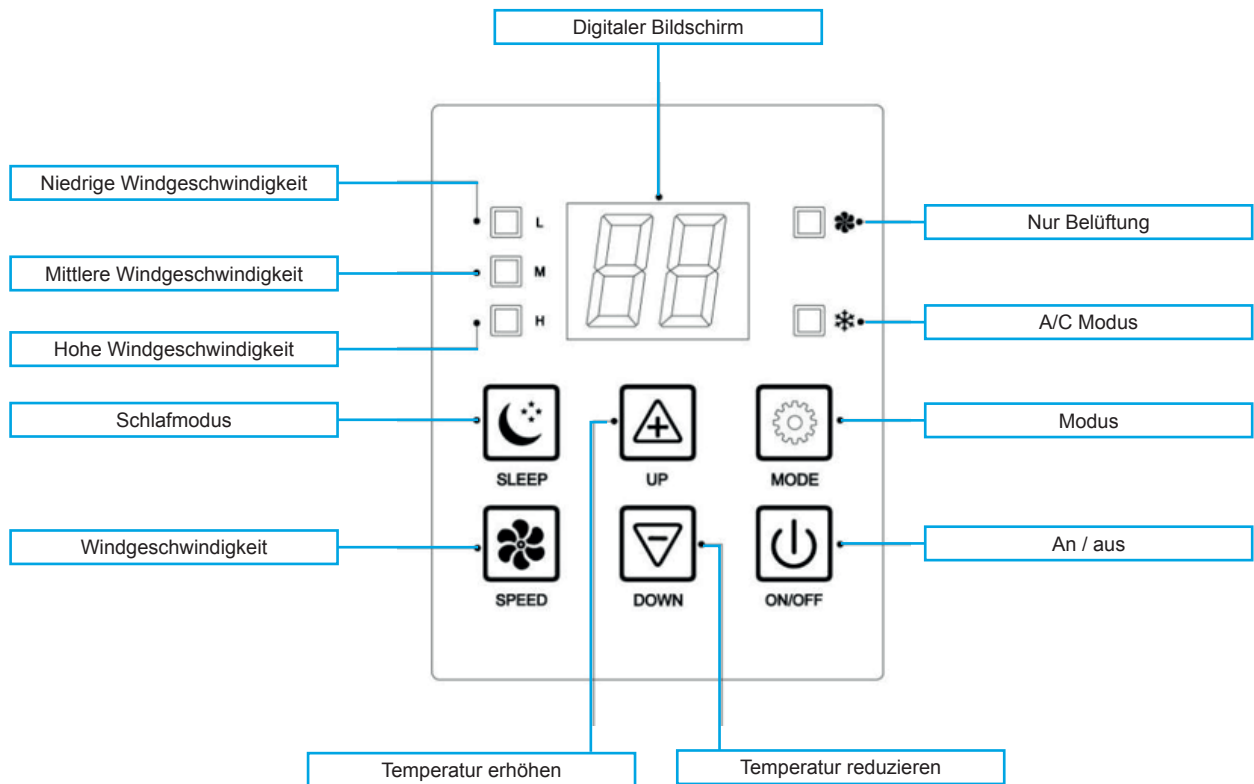 Digitaler Bildschirm
Niedrige Windgeschwindigkeit
L
Nur Belüftung
Mittlere Windgeschwindigkeit
M
Hohe Windgeschwindigkeit
H
A/C Modus
88
Schlafmodus
SLEEP
UP
MODE
Modus
Windgeschwindigkeit
SPEED
DOWN
ON/OFF
An / aus
Temperatur erhöhen
Temperatur reduzieren